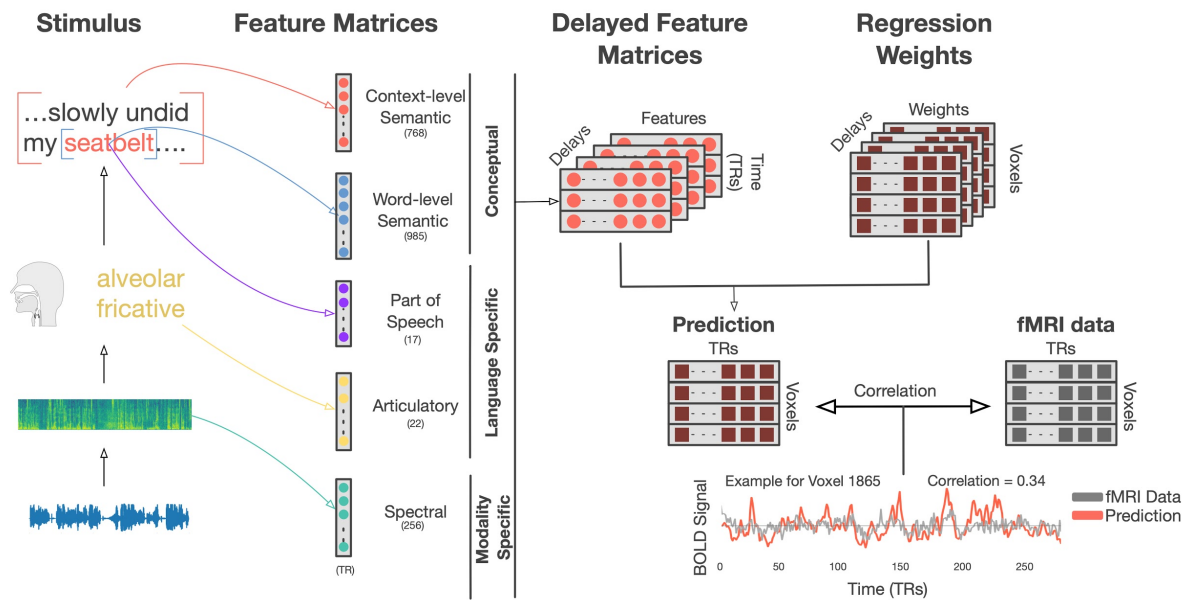 Stimulus
Feature Matrices
Delayed Feature
Matrices
Regression
Weights
…slowly undid
my [seatbelt]….
alveolar
fricative
Context-level
Semantic
(768)
Word-level
Semantic
(985)
Part of
Speech
(17)
Articulatory
(22)
Spectral
(256)
(TR)
Conceptual
Language Specific
Modality
Specific
Features
Delays
Time
(TRs)
Weights
Delays
Voxels
Prediction
TRs
Voxels
Correlation
fMRI data
TRs
Voxels
Example for Voxel 1865
Correlation = 0.34
BOLD Signal
0 50 100 150 200 250
Time (TRs)
fMRI Data
Prediction